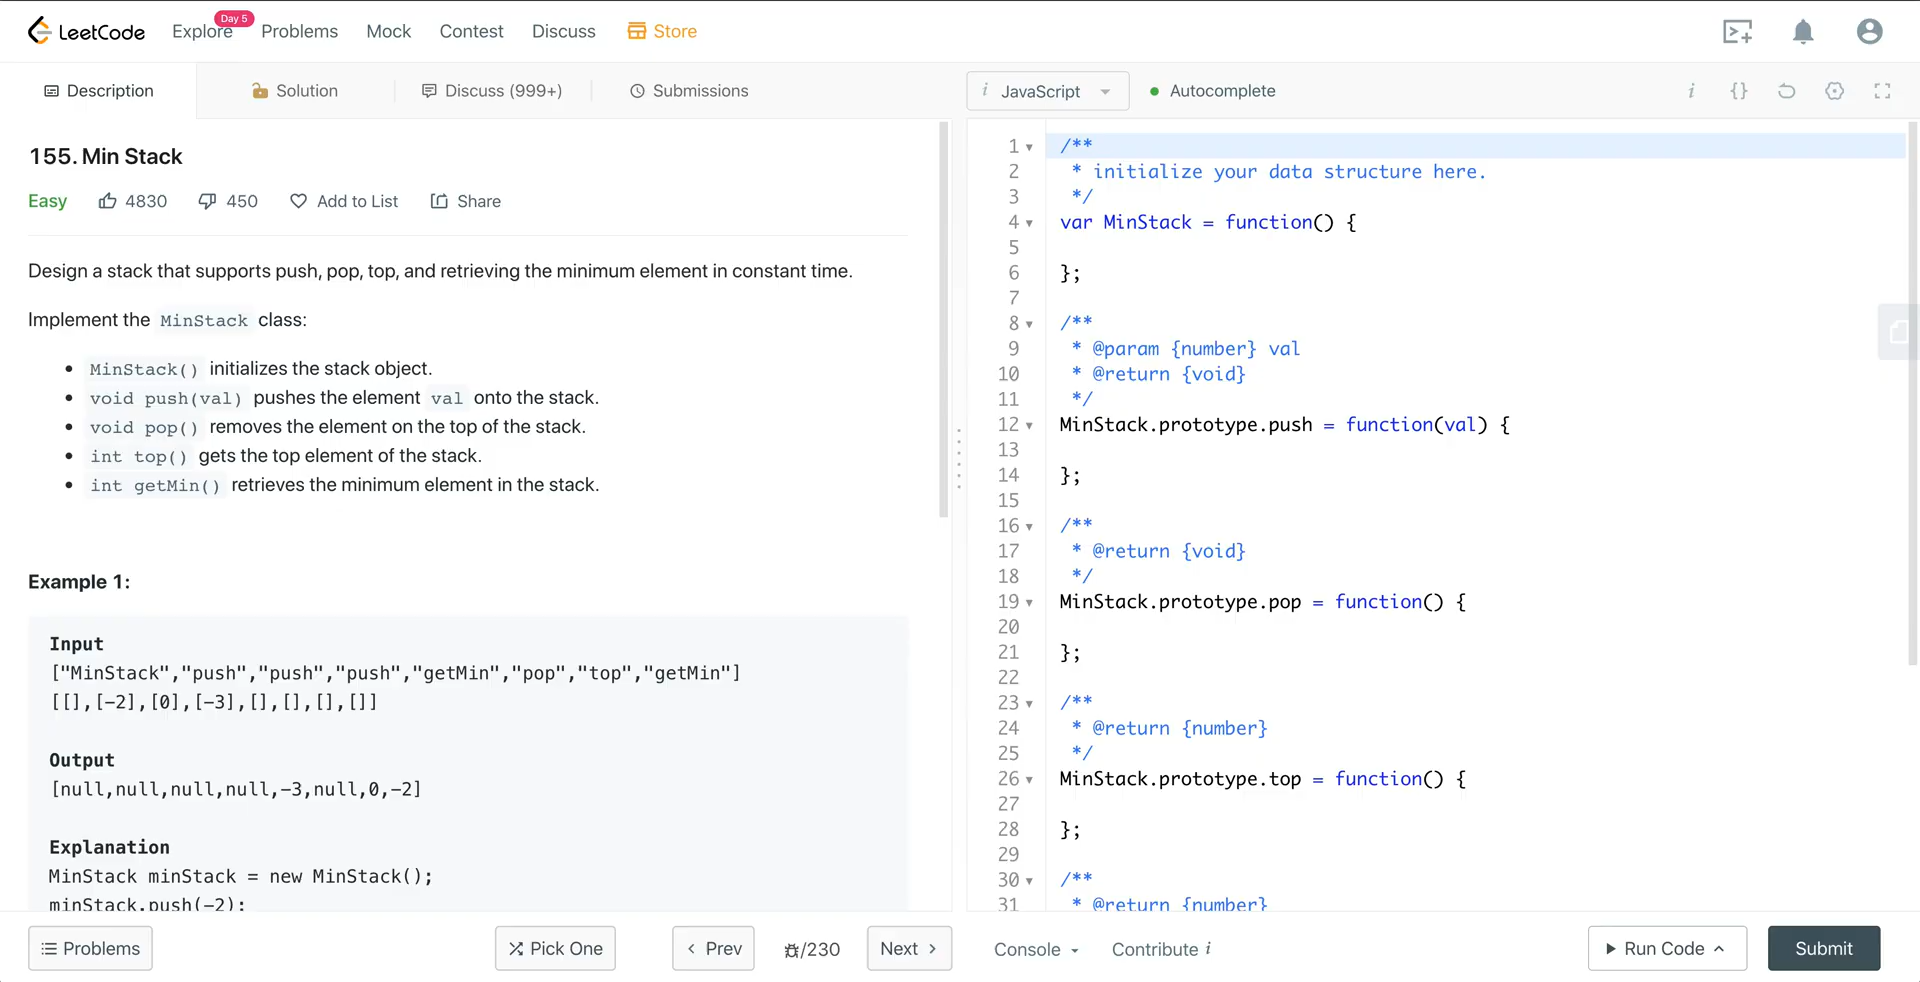 LeetCode
Explore
Day 5
Problems
Mock
Contest
Discuss
Store
Description
Solution
Discuss (999+)
Submissions
155. Min Stack
Easy
4830
450
Add to List
Share
Design a stack that supports push, pop, top, and retrieving the minimum element in constant time.
Implement the MinStack class:
MinStack() initializes the stack object.
void push(val) pushes the element val onto the stack.
void pop() removes the element on the top of the stack.
int top() gets the top element of the stack.
int getMin() retrieves the minimum element in the stack.
Example 1:
Input
["MinStack","push","push","push","getMin","pop","top","getMin"]
[[],[-2],[0],[-3],[],[],[],[]]
Output
[null,null,null,null,-3,null,0,-2]
Explanation
MinStack minStack = new MinStack();
minStack.push(-2);
Problems
Pick One
Prev
/230
Next
i JavaScript
Autocomplete
i {}
1 /**
2  * initialize your data structure here.
3  */
4 var MinStack = function() {
5
6 };
7
8 /**
9  * @param {number} val
10  * @return {void}
11  */
12 MinStack.prototype.push = function(val) {
13
14 };
15
16 /**
17  * @return {void}
18  */
19 MinStack.prototype.pop = function() {
20
21 };
22
23 /**
24  * @return {number}
25  */
26 MinStack.prototype.top = function() {
27
28 };
29
30 /**
31  * @return {number}
Console
Contribute i
Run Code
Submit